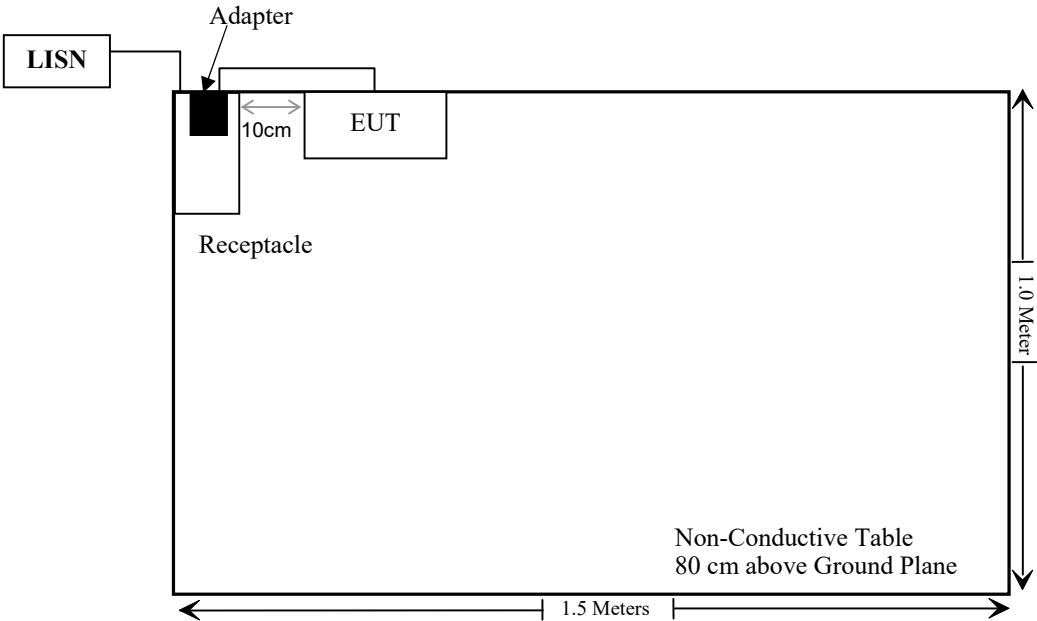 Adapter
LISN
EUT
10cm
Receptacle
1.0 Meter
Non-Conductive Table
80 cm above Ground Plane
1.5 Meters